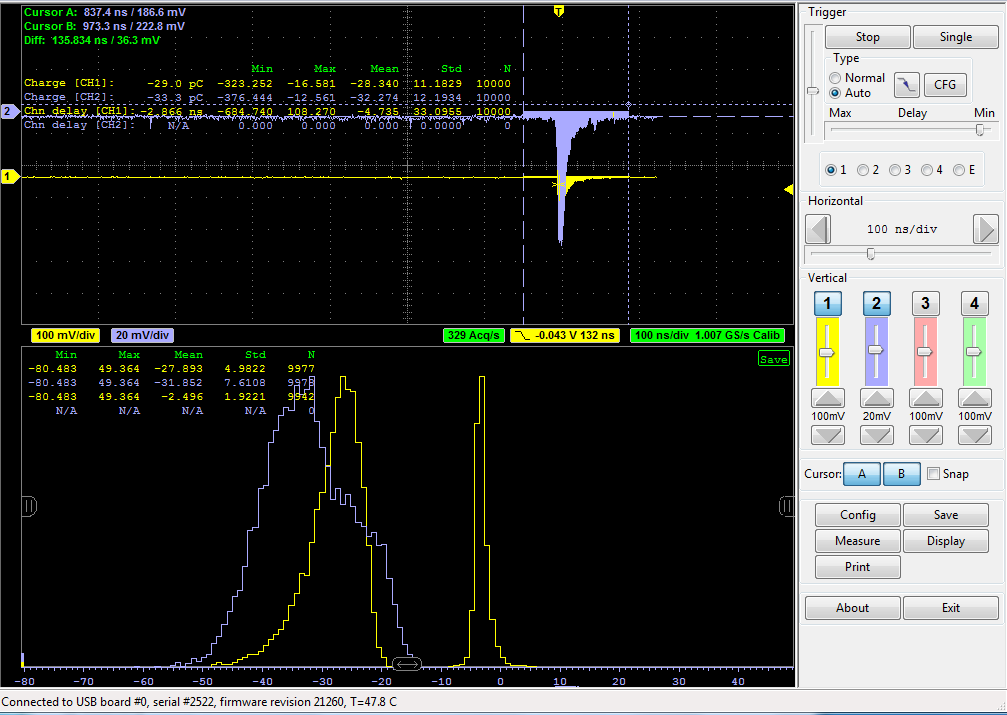 Cursor A: 837.4 ns / 186.6 mV
Cursor B: 973.3 ns / 222.8 mV
Diff: 135.834 ns / 36.3 mV
T
Min Max Mean Std N
Charge [CH1]: -29.0 pC -323.252 -16.581 -28.340 11.1829 10000
Charge [CH2]: -33.3 pC -376.444 -12.561 -32.274 12.1934 10000
Chn delay [CH1]: -2.866 ns -684.740 108.270 -4.735 33.0955 10000
Chn delay [CH2]: N/A 0.000 0.000 0.000 0.0000 0
2
1
100 mV/div 20 mV/div 329 Acq/s -0.043 V 132 ns 100 ns/div 1.007 GS/s Calib
Min Max Mean Std N
-80.483 49.364 -27.893 4.9822 9977
-80.483 49.364 -31.852 7.6108 9973
-80.483 49.364 -2.496 1.9221 9942
N/A N/A N/A N/A 0
Save
-80 -70 -60 -50 -40 -30 -20 -10 0 10 20 30 40
Trigger
Stop Single
Type
Normal
Auto
CFG
Max Delay Min
1 2 3 4 E
Horizontal
100 ns/div
Vertical
1 2 3 4
100mV 20mV 100mV 100mV
Cursor: A B Snap
Config Save
Measure Display
Print
About Exit
Connected to USB board #0, serial #2522, firmware revision 21260, T=47.8 C